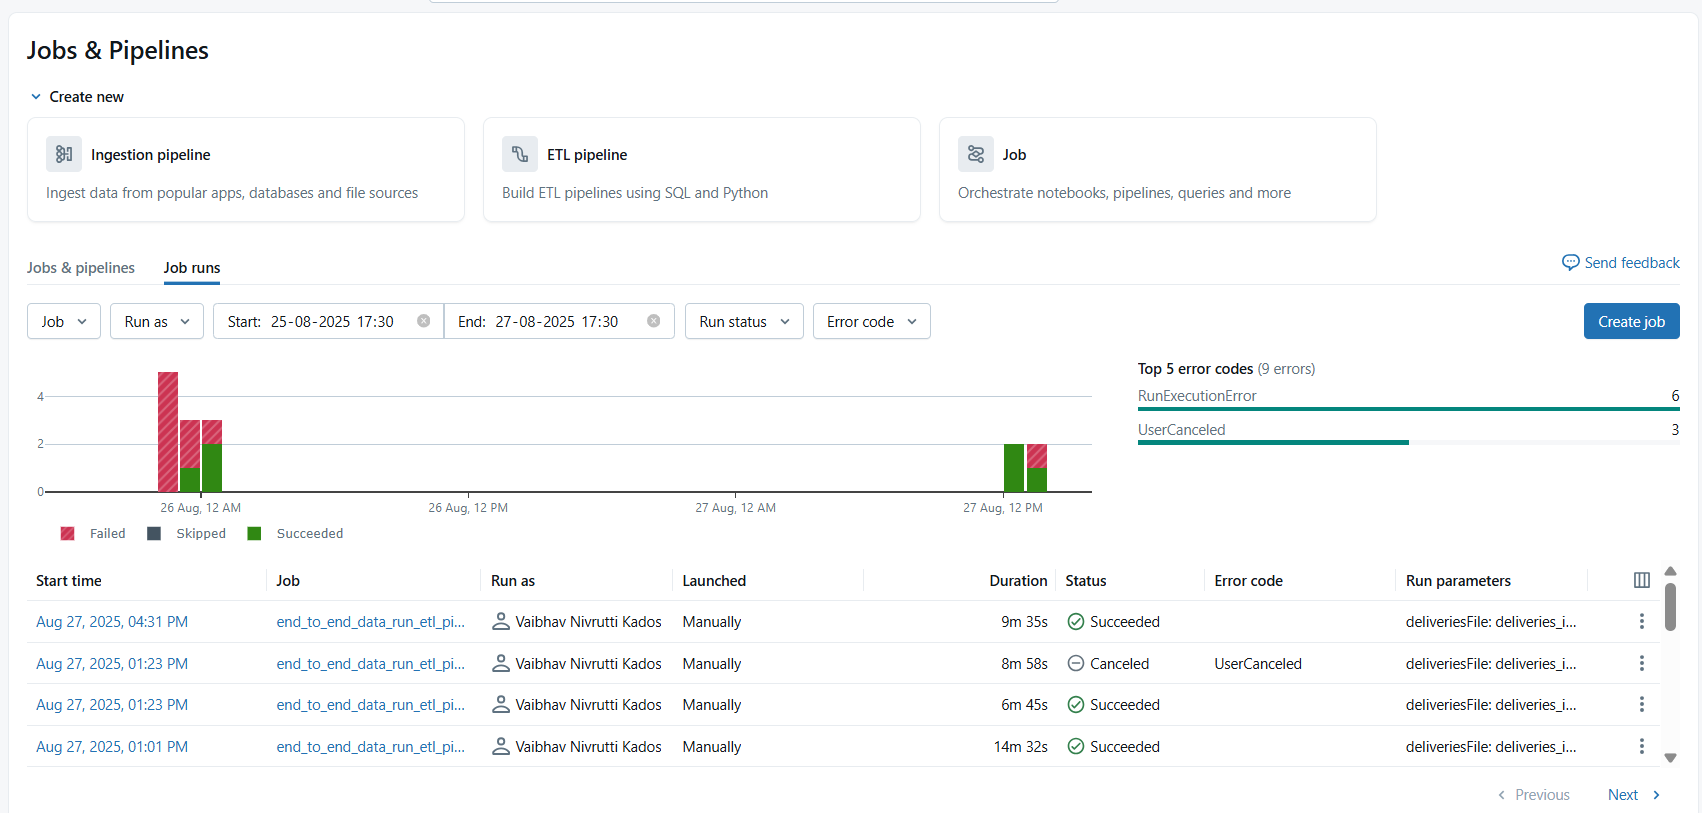 Jobs & Pipelines
Create new
Ingestion pipeline
Ingest data from popular apps, databases and file sources
ETL pipeline
Build ETL pipelines using SQL and Python
Job
Orchestrate notebooks, pipelines, queries and more
Jobs & pipelines Job runs
Send feedback
Job Run as Start: 25-08-2025 17:30 End: 27-08-2025 17:30 Run status Error code Create job
4
2
0
26 Aug, 12 AM 26 Aug, 12 PM 27 Aug, 12 AM 27 Aug, 12 PM
Failed Skipped Succeeded
Top 5 error codes (9 errors)
RunExecutionError 6
UserCanceled 3
Start time Job Run as Launched Duration Status Error code Run parameters
Aug 27, 2025, 04:31 PM end_to_end_data_run_etl_pi... Vaibhav Nivrutti Kados Manually 9m 35s Succeeded deliveriesFile: deliveries_i...
Aug 27, 2025, 01:23 PM end_to_end_data_run_etl_pi... Vaibhav Nivrutti Kados Manually 8m 58s Canceled UserCanceled deliveriesFile: deliveries_i...
Aug 27, 2025, 01:23 PM end_to_end_data_run_etl_pi... Vaibhav Nivrutti Kados Manually 6m 45s Succeeded deliveriesFile: deliveries_i...
Aug 27, 2025, 01:01 PM end_to_end_data_run_etl_pi... Vaibhav Nivrutti Kados Manually 14m 32s Succeeded deliveriesFile: deliveries_i...
Previous Next